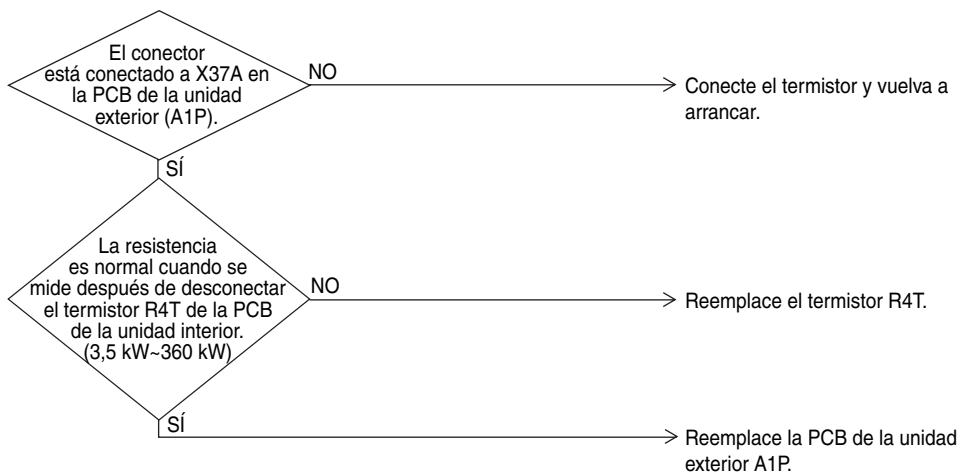 El conector
está conectado a X37A en
la PCB de la unidad
exterior (A1P).
NO
Conecte el termistor y vuelva a
arrancar.
SÍ
La resistencia
es normal cuando se
mide después de desconectar
el termistor R4T de la PCB
de la unidad interior.
(3,5 kW~360 kW)
NO
Reemplace el termistor R4T.
SÍ
Reemplace la PCB de la unidad
exterior A1P.